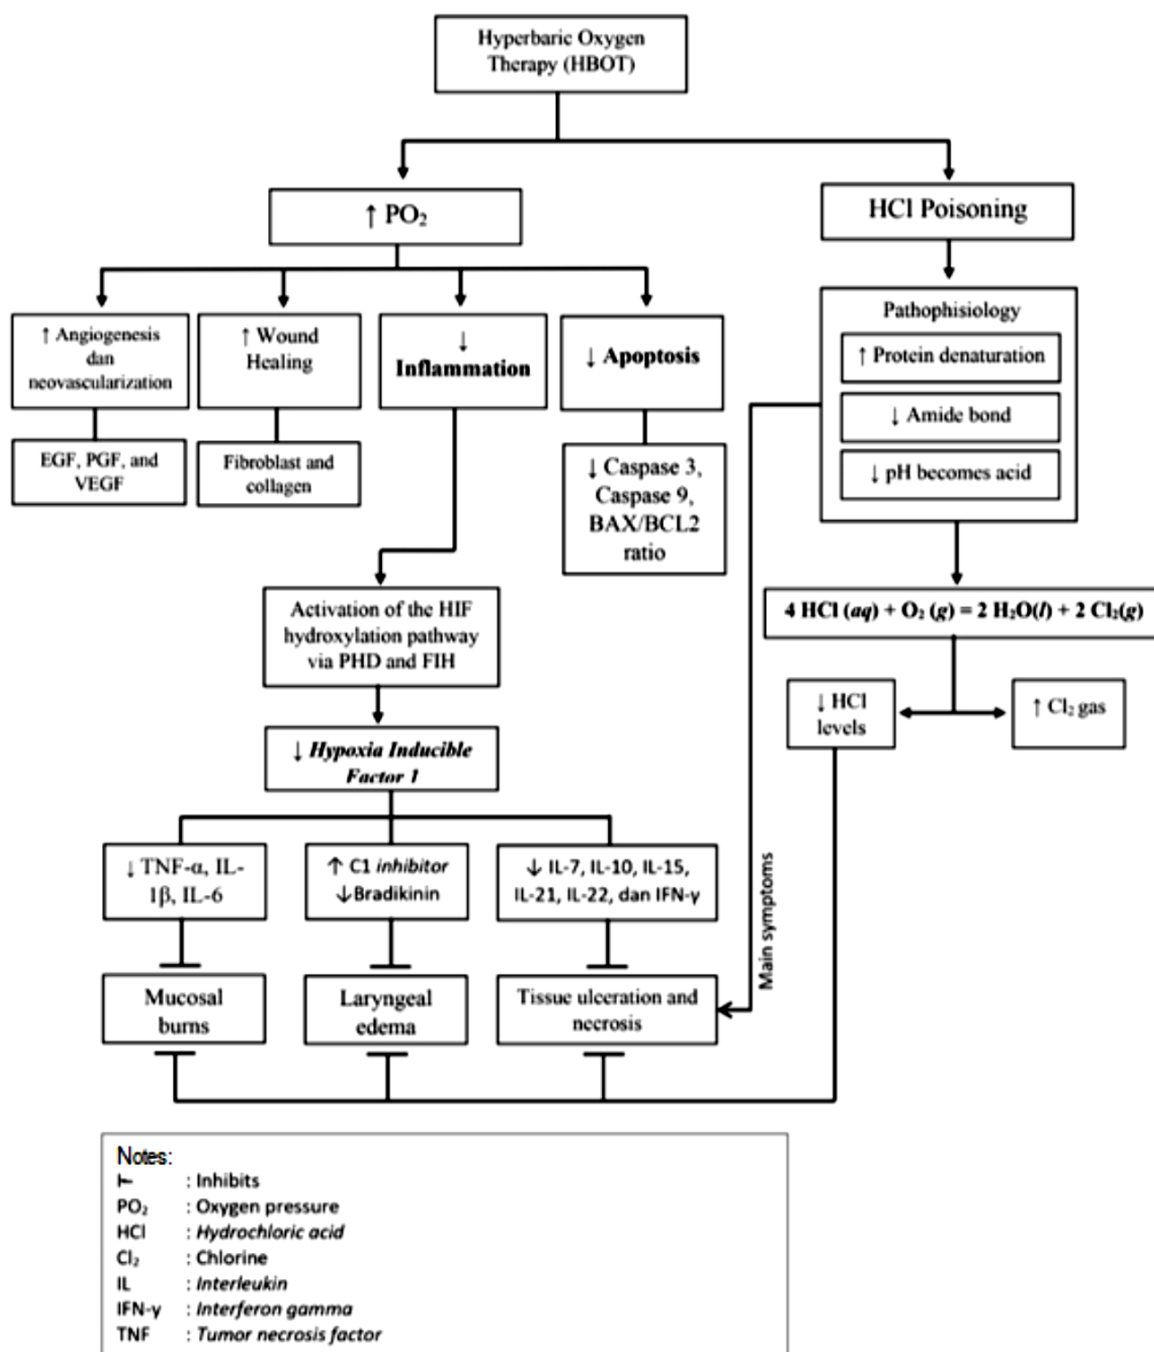 Hyperbaric Oxygen
Therapy (HBOT)
↑ PO₂
HCl Poisoning
↑ Angiogenesis
dan
neovascularization
↑ Wound
Healing
↓
Inflammation
↓ Apoptosis
Pathophisiology
↑ Protein denaturation
↓ Amide bond
↓ pH becomes acid
EGF, PGF, and
VEGF
Fibroblast and
collagen
↓ Caspase 3,
Caspase 9,
BAX/BCL2
ratio
Activation of the HIF
hydroxylation pathway
via PHD and FIH
4 HCl (aq) + O₂ (g) = 2 H₂O(l) + 2 Cl₂(g)
↓ HCl
levels
↑ Cl₂ gas
↓ Hypoxia Inducible
Factor 1
↓ TNF-α, IL-
1β, IL-6
↑ C1 inhibitor
↓Bradikinin
↓ IL-7, IL-10, IL-15,
IL-21, IL-22, dan IFN-γ
Main symptoms
Mucosal
burns
Laryngeal
edema
Tissue ulceration and
necrosis
Notes:
⊢ : Inhibits
PO₂ : Oxygen pressure
HCl : Hydrochloric acid
Cl₂ : Chlorine
IL : Interleukin
IFN-γ : Interferon gamma
TNF : Tumor necrosis factor